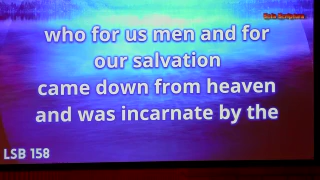 who for us men and for
our salvation
came down from heaven
and was incarnate by the
LSB 158